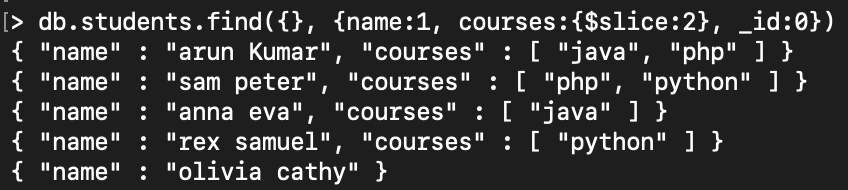 [> db.students.find({}, {name:1, courses:{$slice:2}, _id:0})
{ "name" : "arun Kumar", "courses" : [ "java", "php" ] }
{ "name" : "sam peter", "courses" : [ "php", "python" ] }
{ "name" : "anna eva", "courses" : [ "java" ] }
{ "name" : "rex samuel", "courses" : [ "python" ] }
{ "name" : "olivia cathy" }